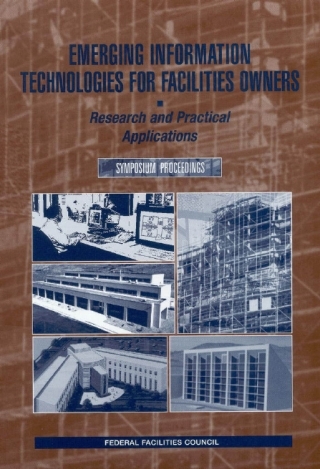 EMERGING INFORMATION
TECHNOLOGIES FOR FACILITIES OWNERS
Research and Practical
Applications
SYMPOSIUM PROCEEDINGS
FEDERAL FACILITIES COUNCIL